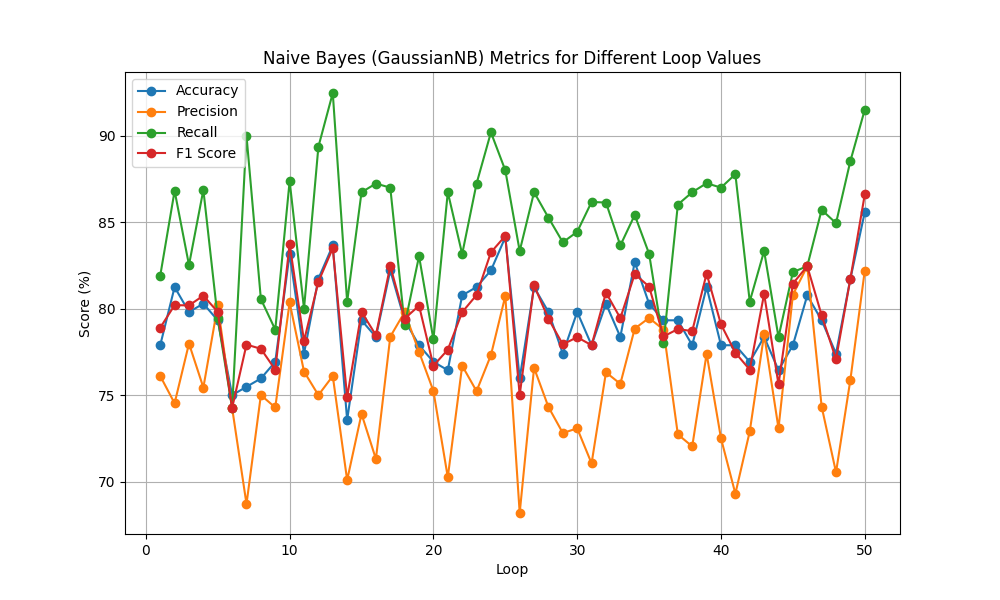 Naive Bayes (GaussianNB) Metrics for Different Loop Values
Accuracy
Precision
Recall
F1 Score
90
85
80
75
70
Score (%)
0 10 20 30 40 50
Loop